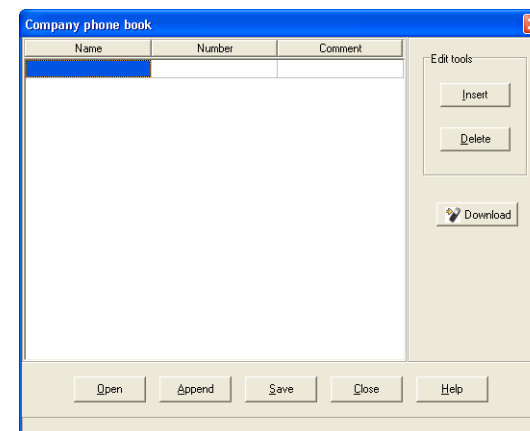 Company phone book
Name Number Comment
Edit tools
Insert
Delete
Download
Open Append Save Close Help